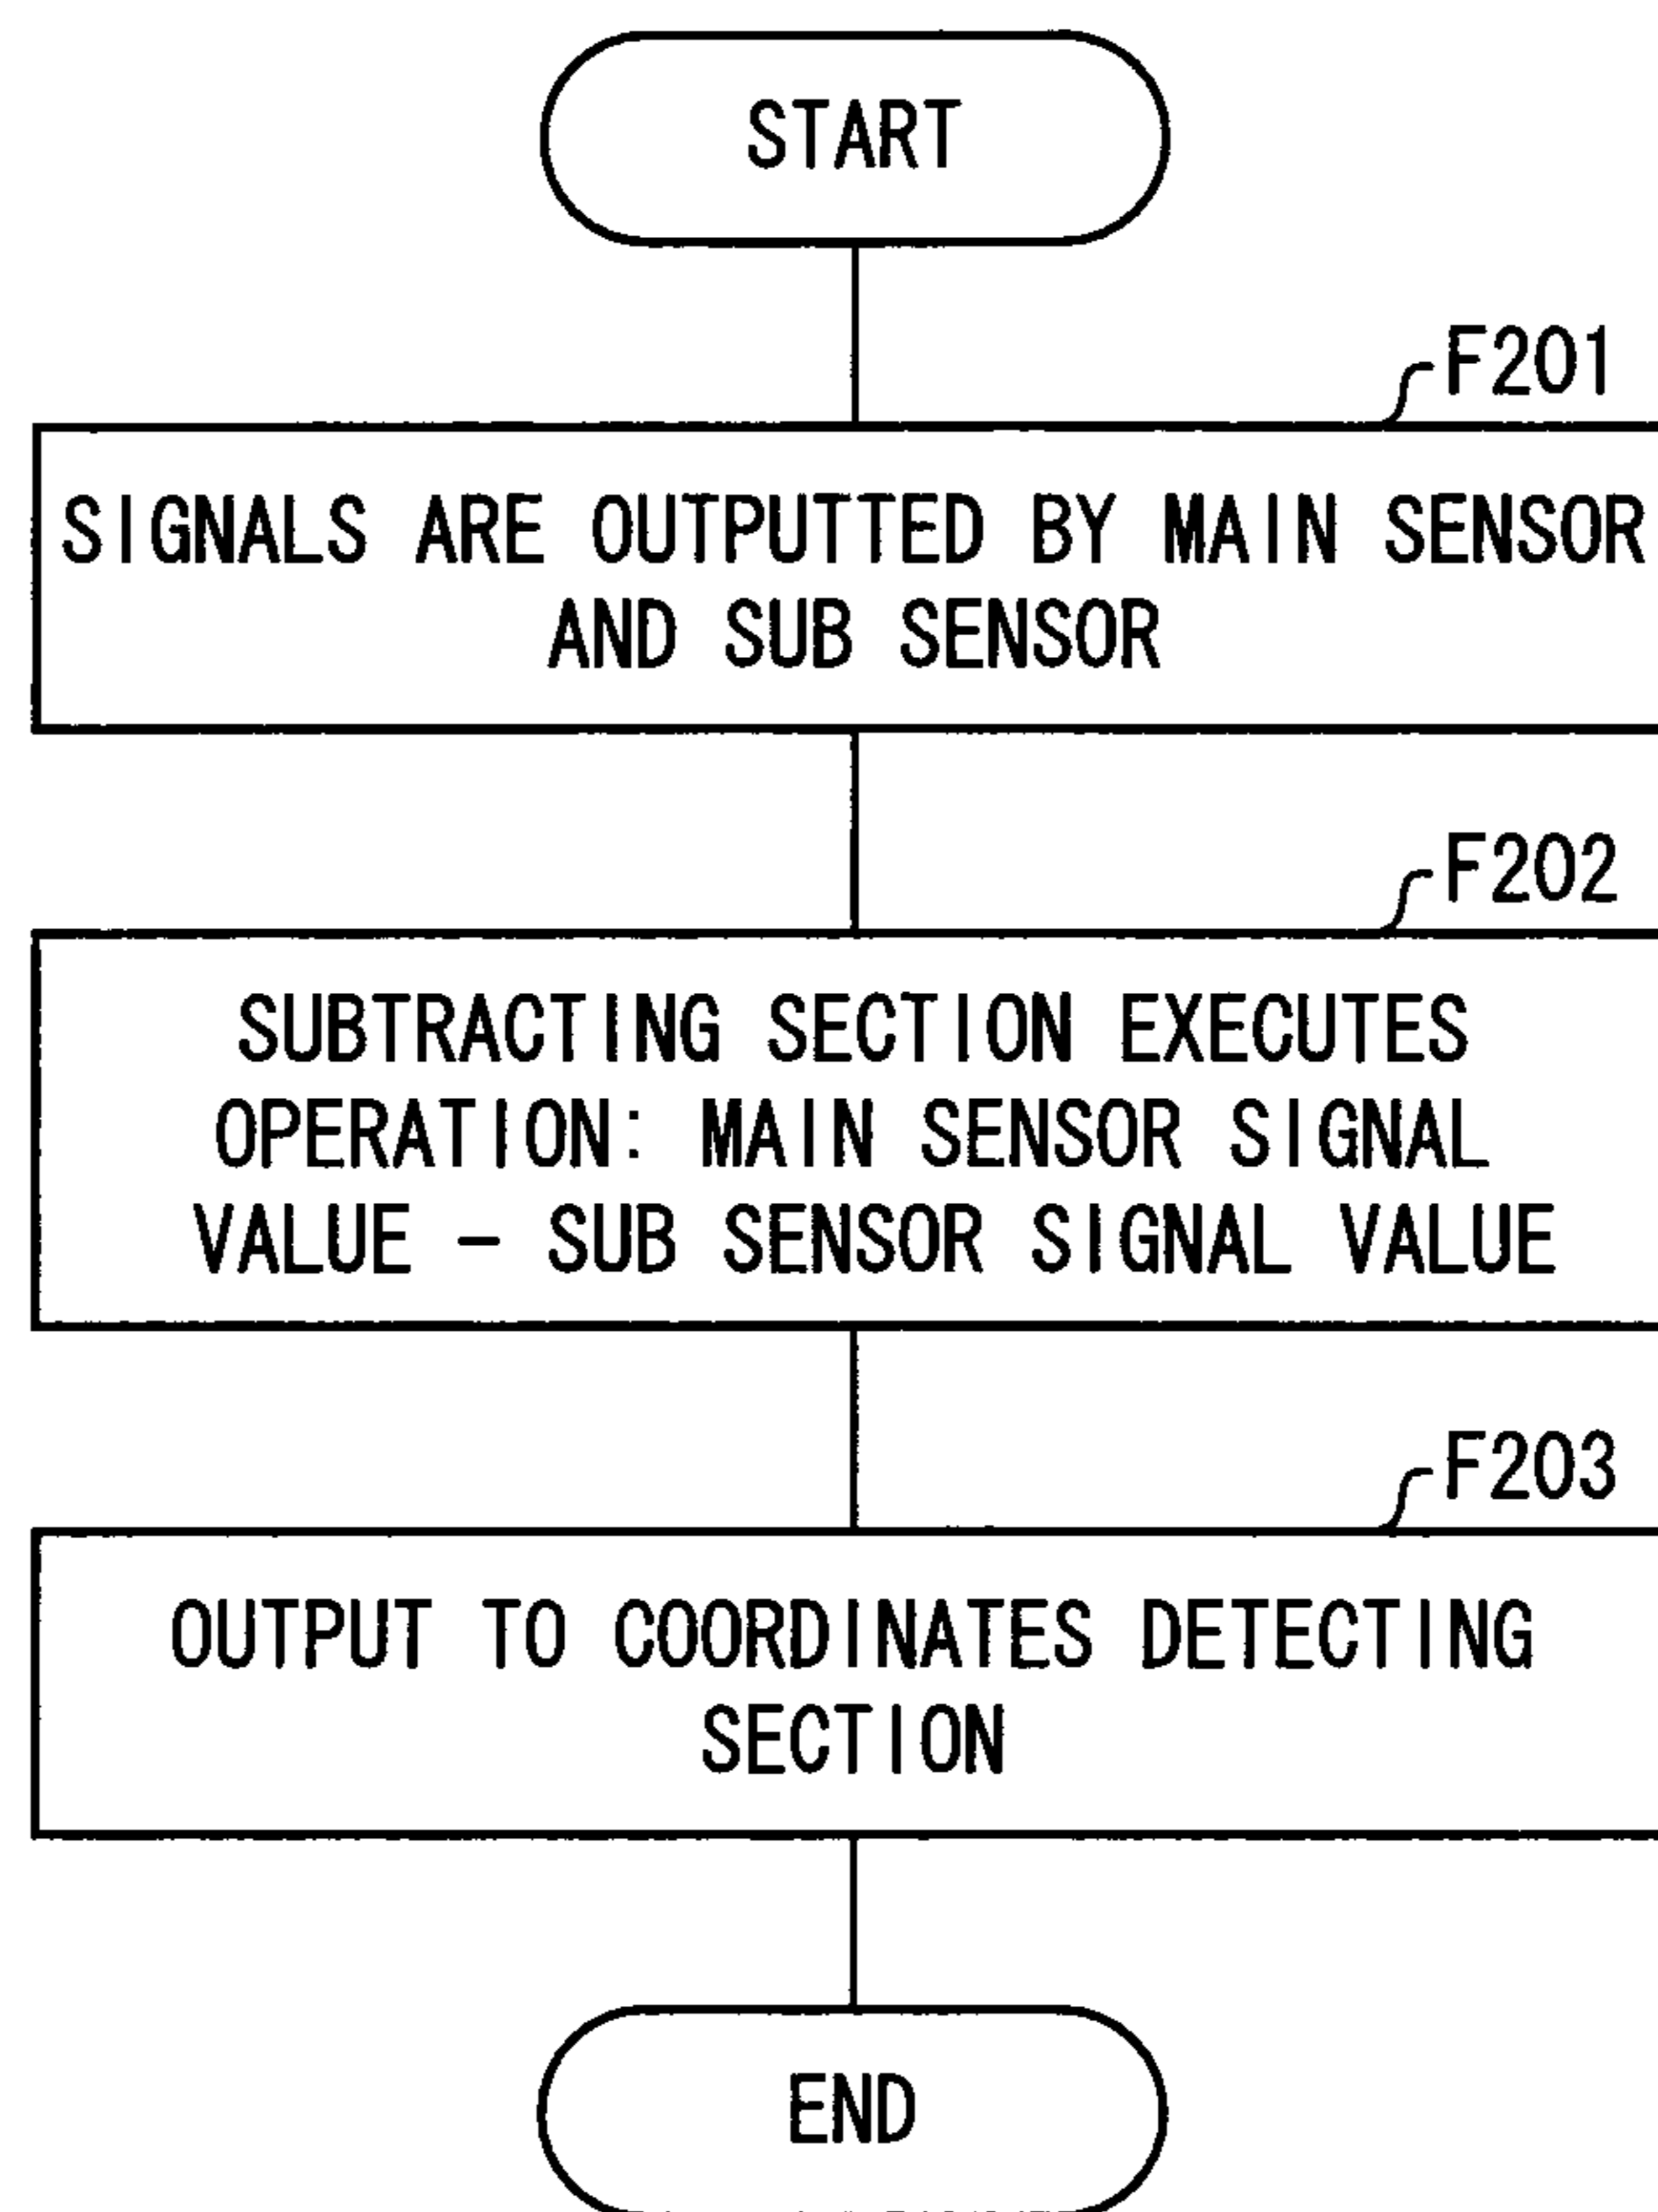 START
F201
SIGNALS ARE OUTPUTTED BY MAIN SENSOR
AND SUB SENSOR
F202
SUBTRACTING SECTION EXECUTES
OPERATION: MAIN SENSOR SIGNAL
VALUE - SUB SENSOR SIGNAL VALUE
F203
OUTPUT TO COORDINATES DETECTING
SECTION
END